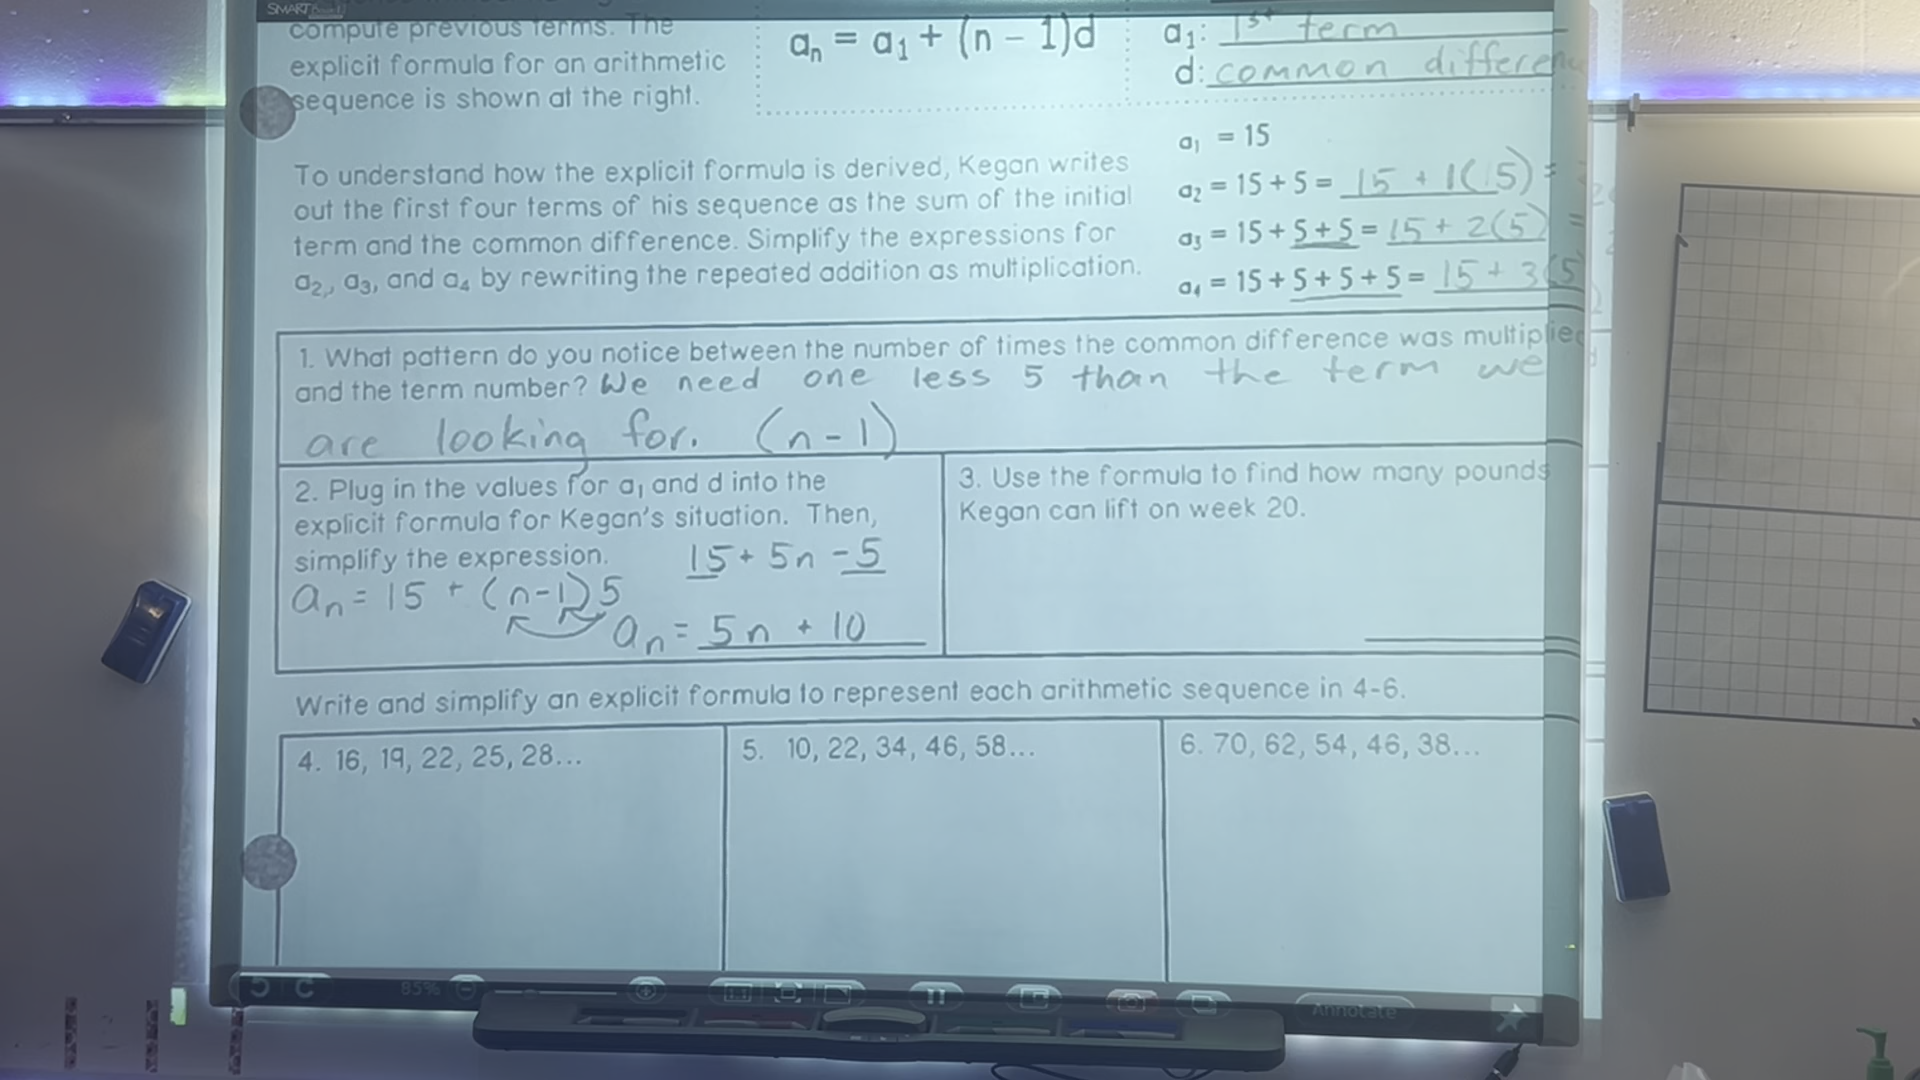 SMART
compute previous terms. The
explicit formula for an arithmetic
sequence is shown at the right.
aₙ = a₁ + (n - 1)d
a₁: 1st term
d: common differen
To understand how the explicit formula is derived, Kegan writes
out the first four terms of his sequence as the sum of the initial
term and the common difference. Simplify the expressions for
a₂, a₃, and a₄ by rewriting the repeated addition as multiplication.
a₁ = 15
a₂ = 15 + 5 = 15 + 1(5) =
a₃ = 15 + 5 + 5 = 15 + 2(5) =
a₄ = 15 + 5 + 5 + 5 = 15 + 3(5
1. What pattern do you notice between the number of times the common difference was multiplied
and the term number? We need one less 5 than the term we
are looking for. (n - 1)
2. Plug in the values for a₁ and d into the
explicit formula for Kegan's situation. Then,
simplify the expression. 15 + 5n - 5
aₙ = 15 + (n-1)5
aₙ = 5n + 10
3. Use the formula to find how many pounds
Kegan can lift on week 20.
Write and simplify an explicit formula to represent each arithmetic sequence in 4-6.
4. 16, 19, 22, 25, 28...
5. 10, 22, 34, 46, 58...
6. 70, 62, 54, 46, 38...
85%
Annotate